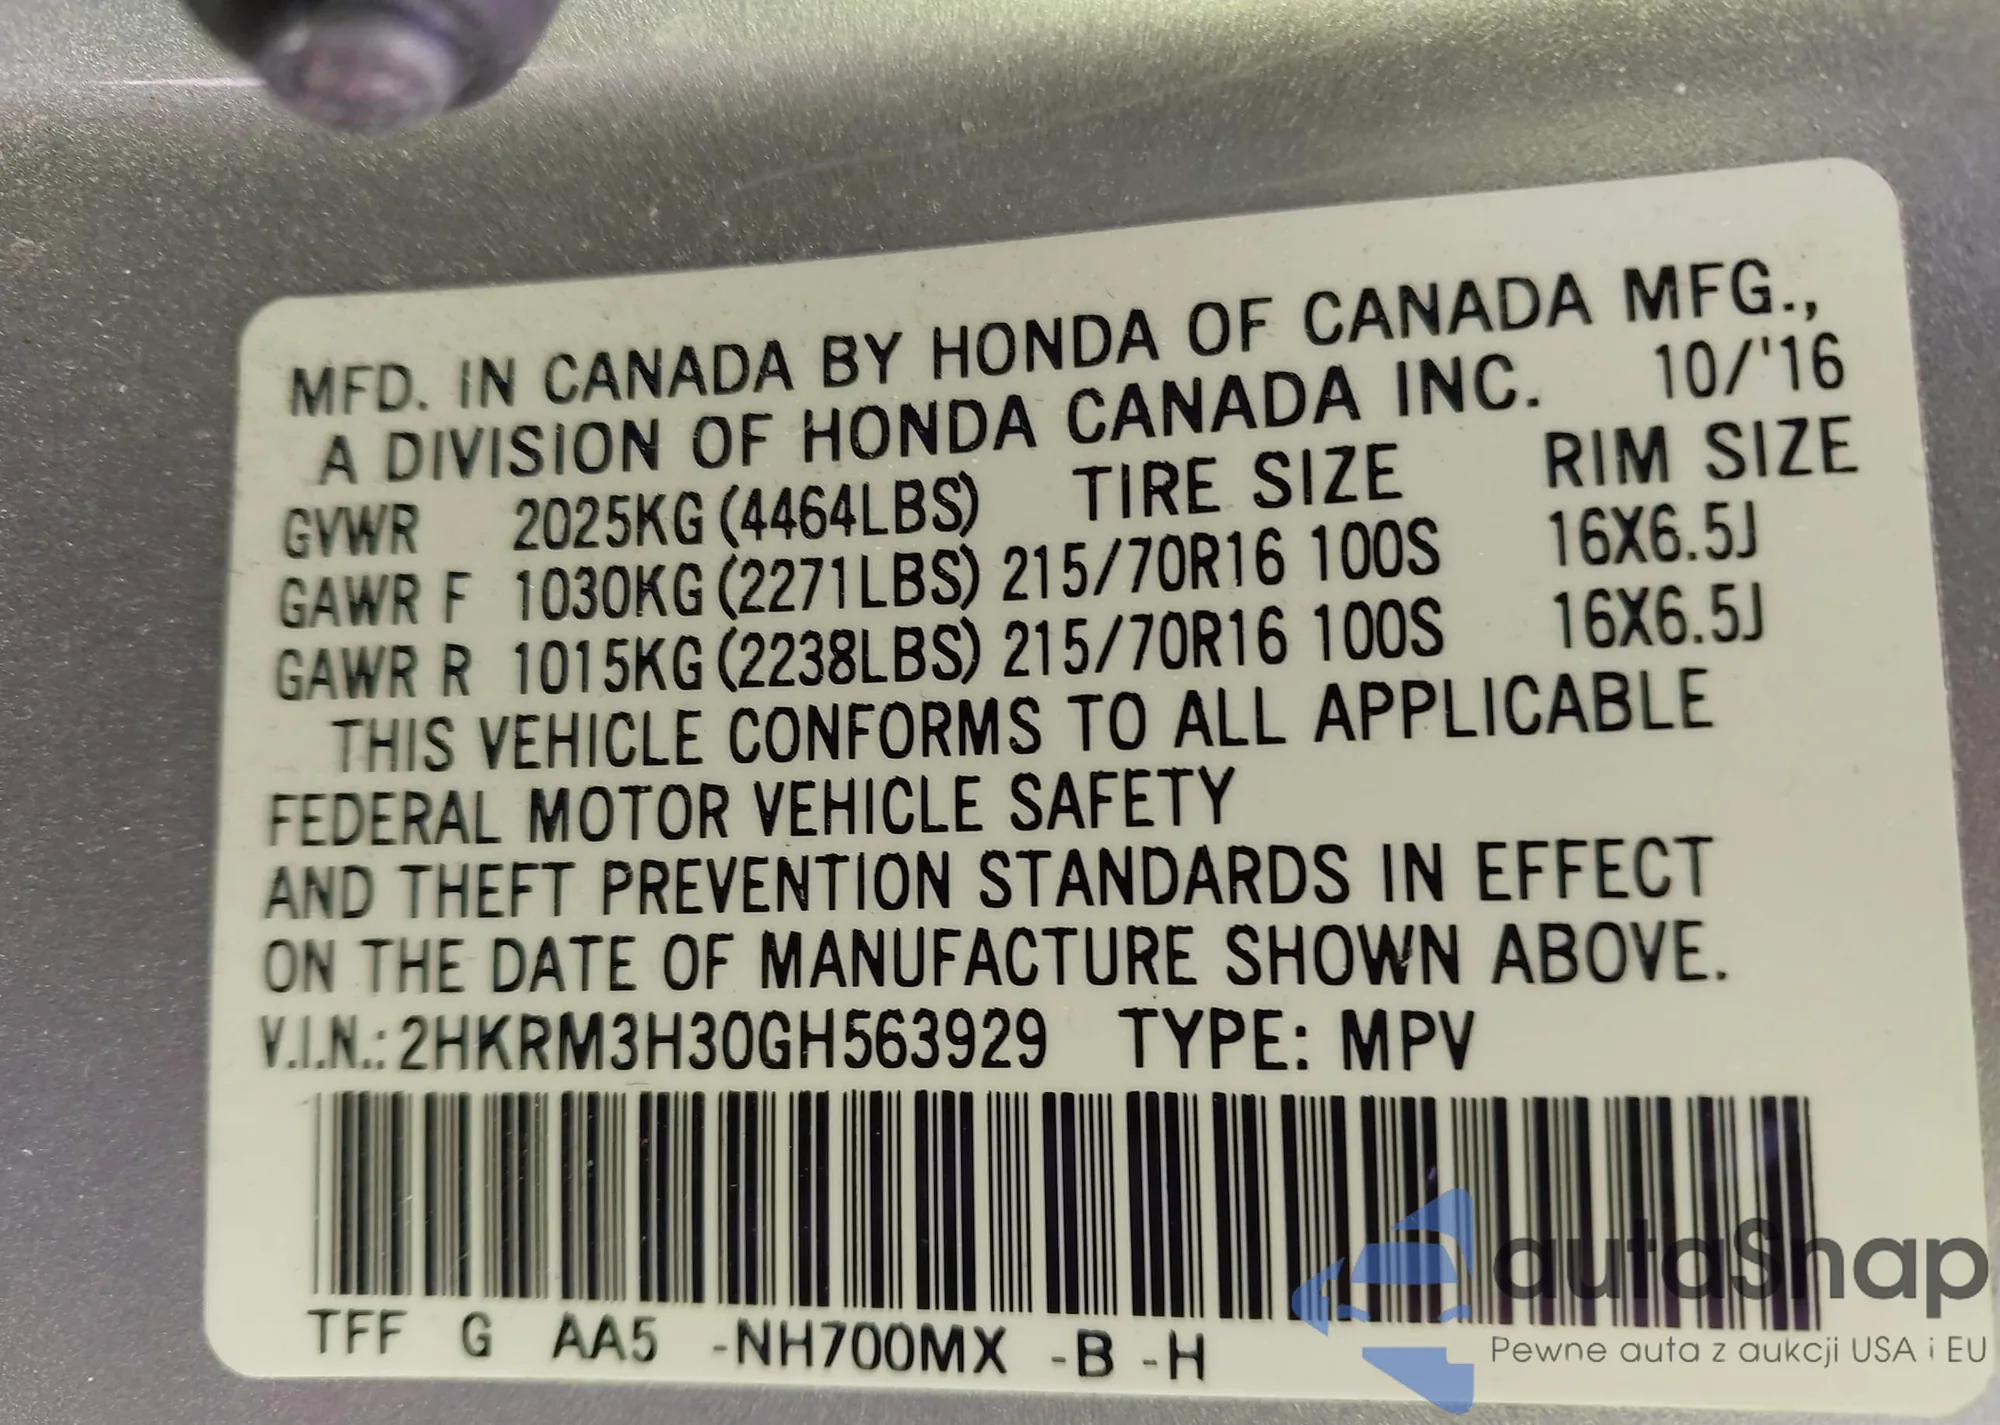 MFD. IN CANADA BY HONDA OF CANADA MFG.,
A DIVISION OF HONDA CANADA INC. 10/'16
GVWR 2025KG (4464LBS) TIRE SIZE RIM SIZE
GAWR F 1030KG (2271LBS) 215/70R16 100S 16X6.5J
GAWR R 1015KG (2238LBS) 215/70R16 100S 16X6.5J
THIS VEHICLE CONFORMS TO ALL APPLICABLE
FEDERAL MOTOR VEHICLE SAFETY
AND THEFT PREVENTION STANDARDS IN EFFECT
ON THE DATE OF MANUFACTURE SHOWN ABOVE.
V.I.N.: 2HKRM3H30GH563929 TYPE: MPV
TFF G AA5 -NH700MX -B -H
autaSnap
Pewne auta z aukcji USA i EU